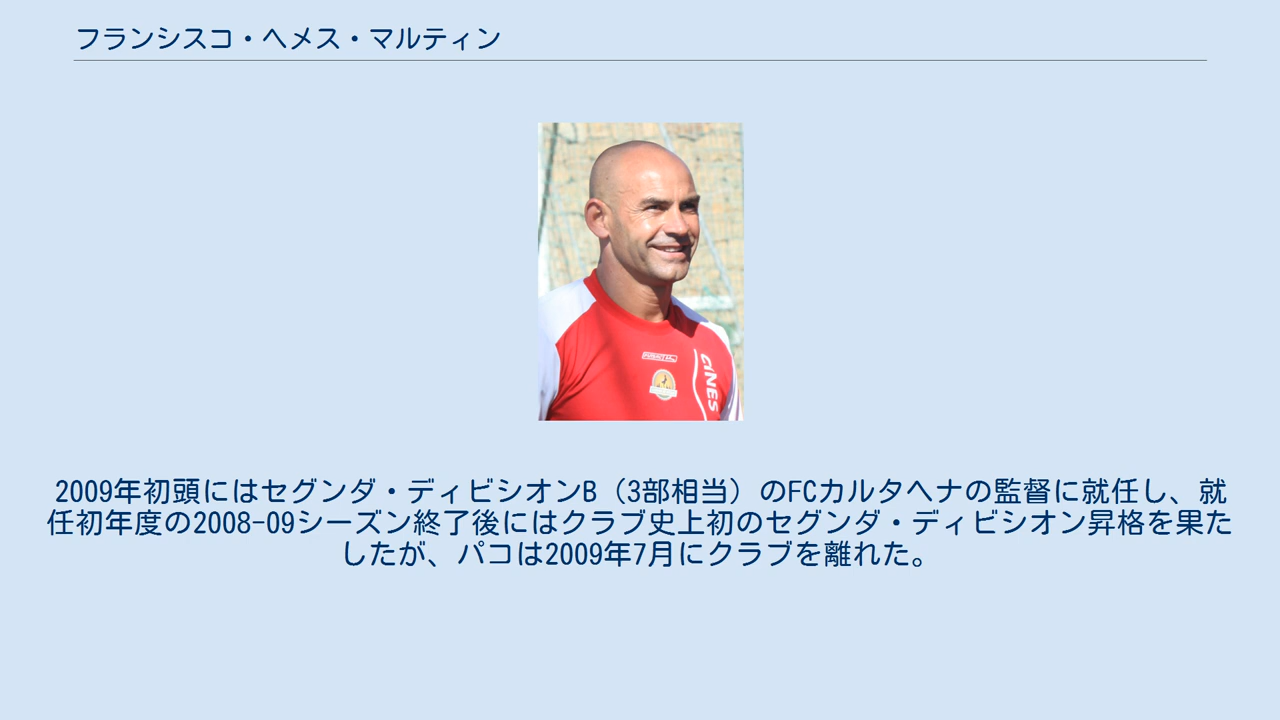 フランシスコ・ヘメス・マルティン
CINES
2009年初頭にはセグンダ・ディビシオンB（3部相当）のFCカルタヘナの監督に就任し、就
任初年度の2008-09シーズン終了後にはクラブ史上初のセグンダ・ディビシオン昇格を果た
したが、パコは2009年7月にクラブを離れた。